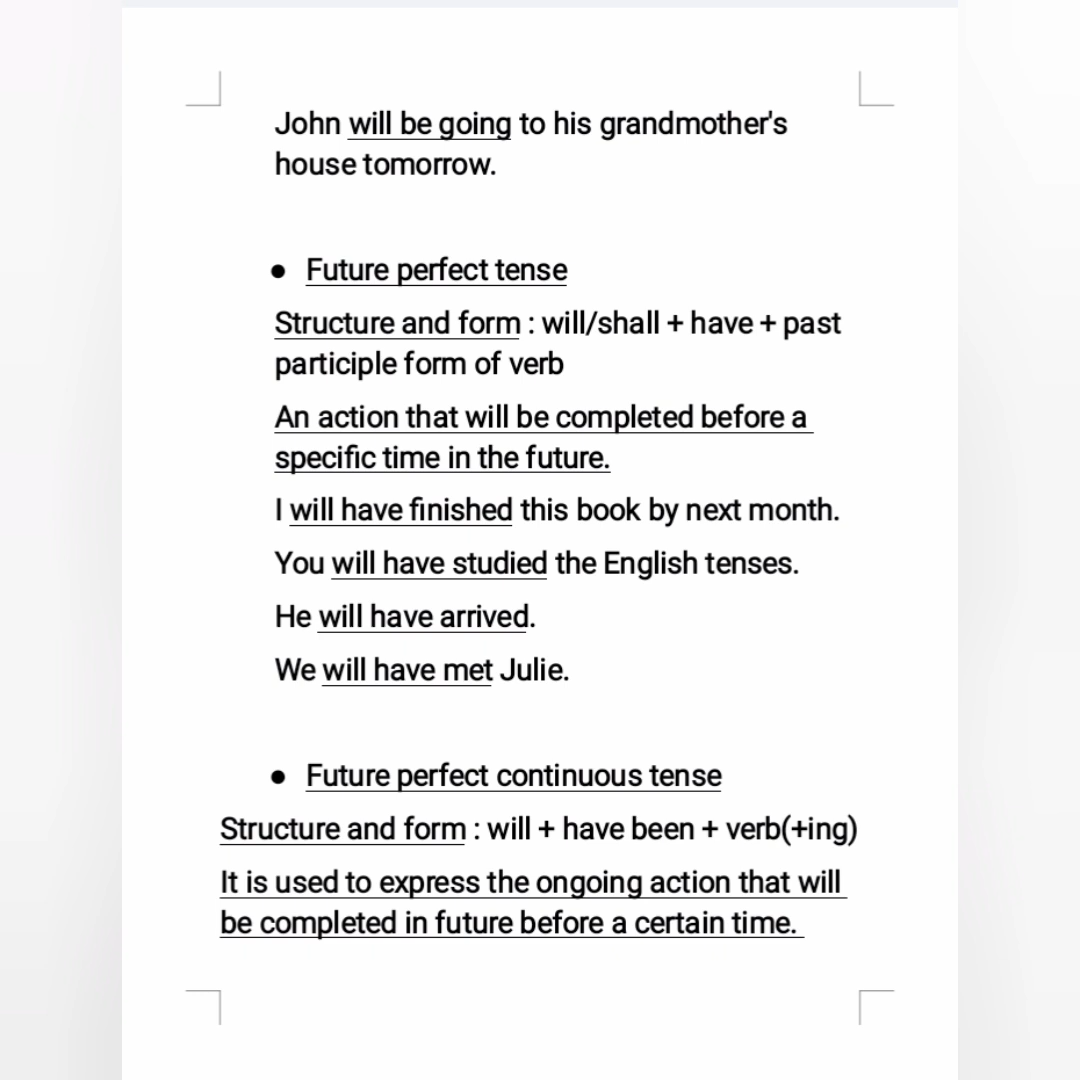 John will be going to his grandmother's
house tomorrow.
● Future perfect tense
Structure and form : will/shall + have + past
participle form of verb
An action that will be completed before a
specific time in the future.
I will have finished this book by next month.
You will have studied the English tenses.
He will have arrived.
We will have met Julie.
● Future perfect continuous tense
Structure and form : will + have been + verb(+ing)
It is used to express the ongoing action that will
be completed in future before a certain time.